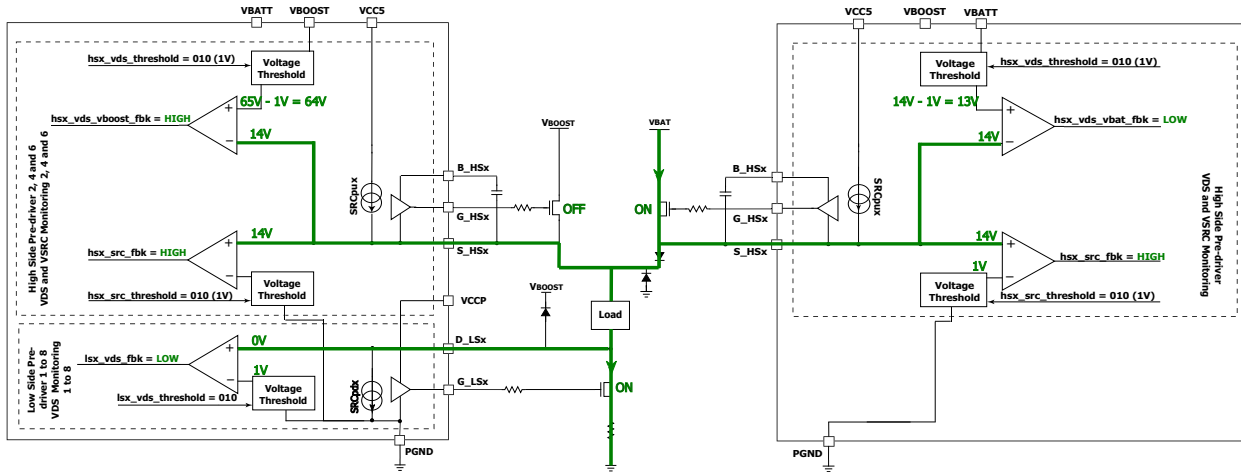 VBATT
VBOOST
VCC5
hsx_vds_threshold = 010 (1V)
Voltage
Threshold
65V - 1V = 64V
+
hsx_vds_vboost_fbk = HIGH
−
14V
High Side Pre-driver 2, 4 and 6
VDS and VSRC Monitoring 2, 4 and 6
SRCpux
B_HSx
G_HSx
S_HSx
VBOOST
OFF
14V
+
hsx_src_fbk = HIGH
−
hsx_src_threshold = 010 (1V)
Voltage
Threshold
VCCP
VBOOST
Load
Low Side Pre-
driver 1 to 8
VDS Monitoring
1 to 8
0V
+
lsx_vds_fbk = LOW
−
1V
D_LSx
Voltage
Threshold
lsx_vds_threshold = 010
SRCpdx
G_LSx
ON
PGND
VBAT
ON
VCC5
VBOOST
VBATT
Voltage
Threshold
hsx_vds_threshold = 010 (1V)
14V - 1V = 13V
+
hsx_vds_vbat_fbk = LOW
14V
−
B_HSx
G_HSx
S_HSx
SRCpux
High Side Pre-driver
VDS and VSRC Monitoring
14V
+
hsx_src_fbk = HIGH
1V
−
Voltage
Threshold
hsx_src_threshold = 010 (1V)
PGND